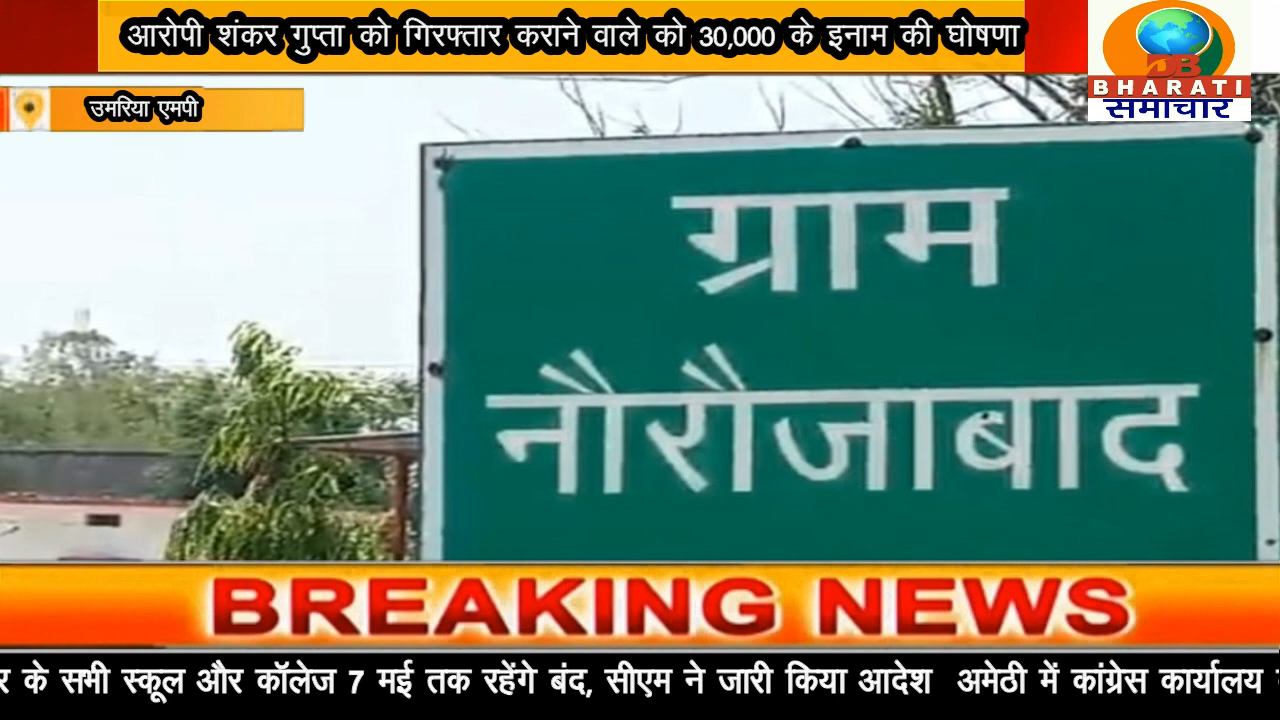 आरोपी शंकर गुप्ता को गिरफ्तार कराने वाले को 30,000 के इनाम की घोषणा
BHARATI
समाचार
उमरिया एमपी
ग्राम
नौरौजाबाद
BREAKING NEWS
र के सभी स्कूल और कॉलेज 7 मई तक रहेंगे बंद, सीएम ने जारी किया आदेश अमेठी में कांग्रेस कार्यालय